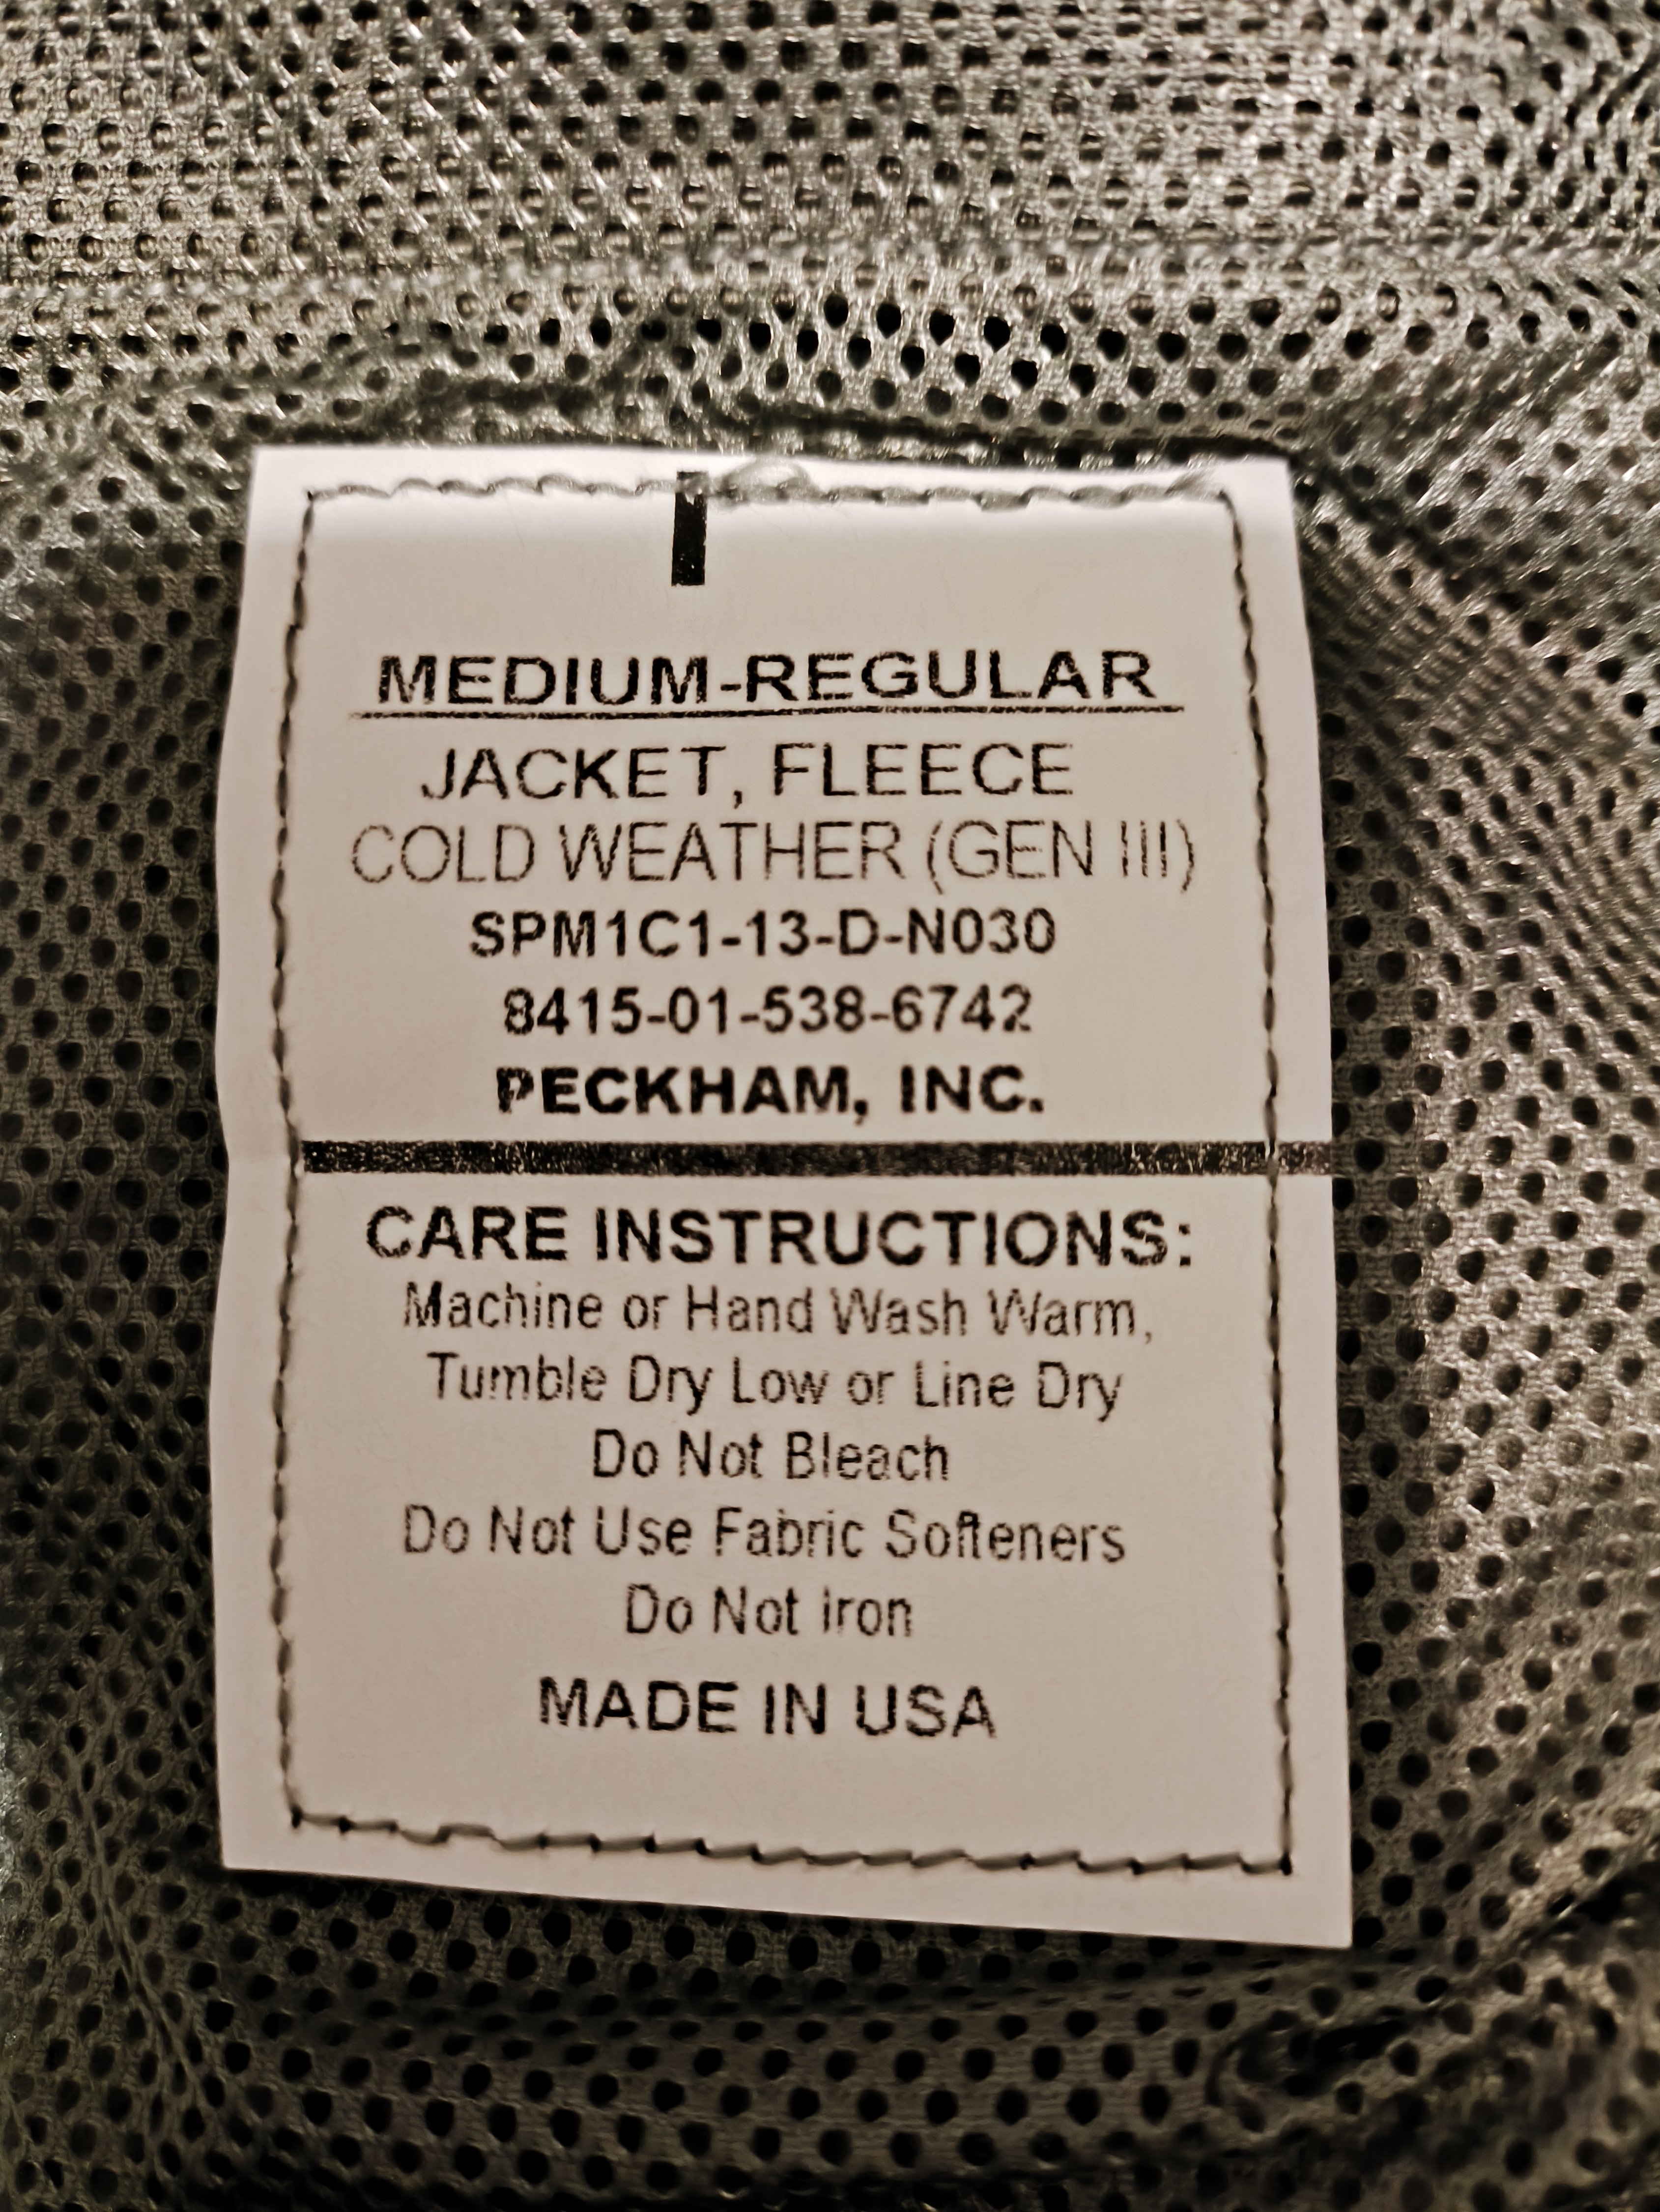 MEDIUM-REGULAR
JACKET, FLEECE
COLD WEATHER (GEN III)
SPM1C1-13-D-N030
8415-01-538-6742
PECKHAM, INC.
CARE INSTRUCTIONS:
Machine or Hand Wash Warm,
Tumble Dry Low or Line Dry
Do Not Bleach
Do Not Use Fabric Softeners
Do Not Iron
MADE IN USA